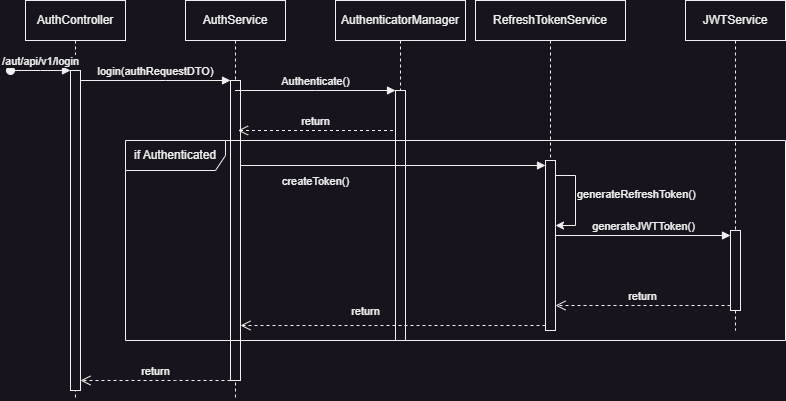 AuthController
AuthService
AuthenticatorManager
RefreshTokenService
JWTService
/aut/api/v1/login
login(authRequestDTO)
Authenticate()
return
if Authenticated
createToken()
generateRefreshToken()
generateJWTToken()
return
return
return